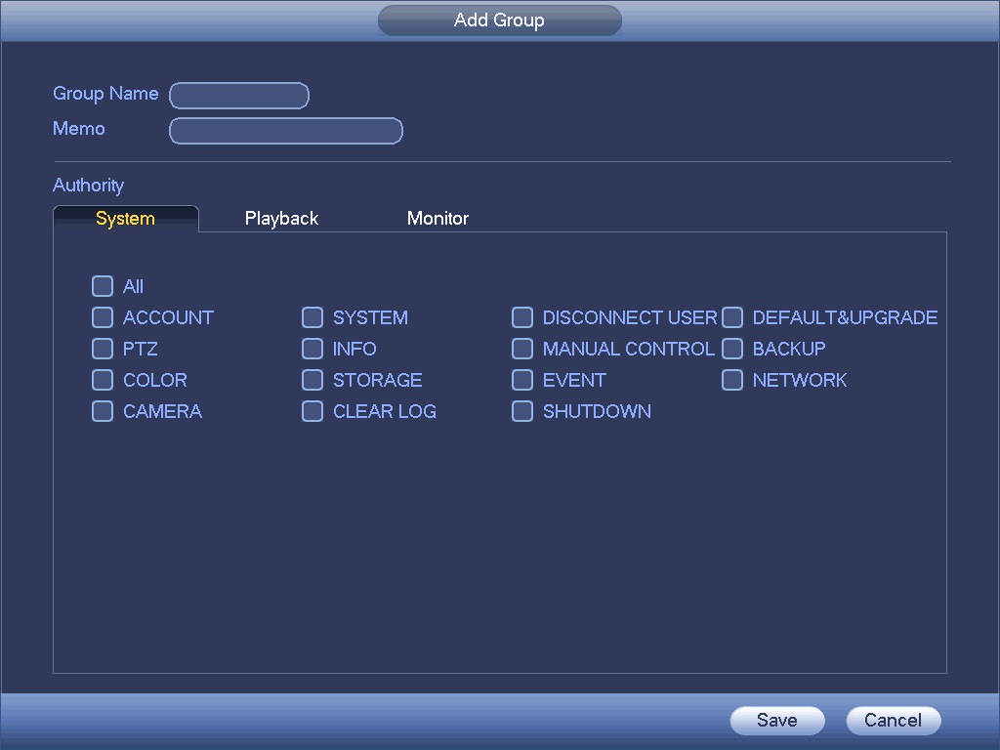 Add Group
Group Name
Memo
Authority
System Playback Monitor
All
ACCOUNT SYSTEM DISCONNECT USER DEFAULT&UPGRADE
PTZ INFO MANUAL CONTROL BACKUP
COLOR STORAGE EVENT NETWORK
CAMERA CLEAR LOG SHUTDOWN
Save Cancel